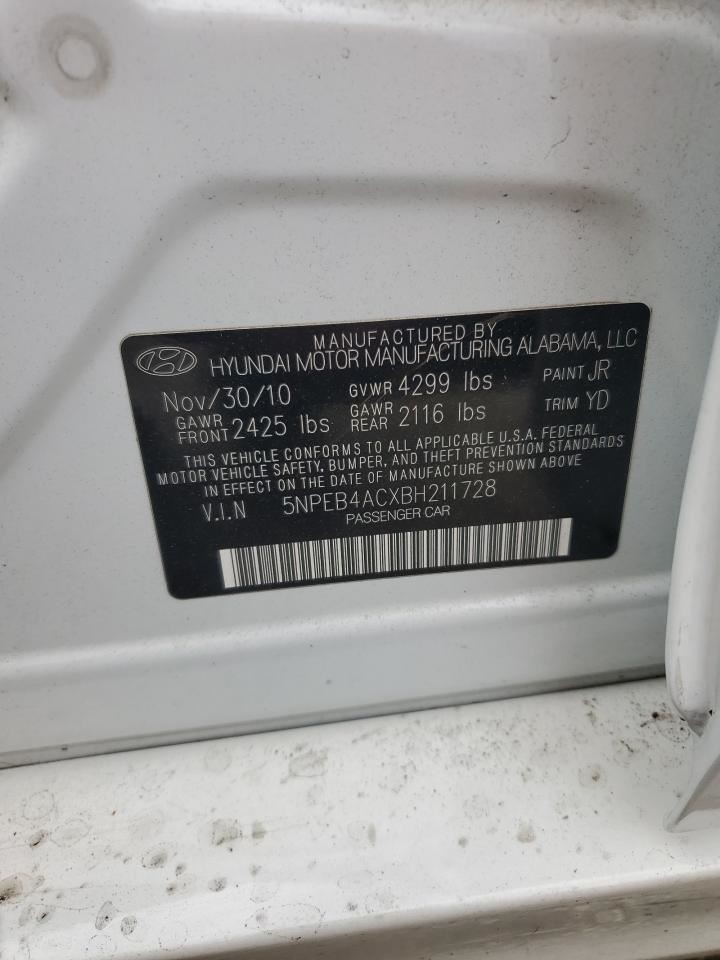 MANUFACTURED BY
HYUNDAI MOTOR MANUFACTURING ALABAMA, LLC
Nov/30/10 GVWR 4299 lbs PAINT JR
GAWR FRONT 2425 lbs GAWR REAR 2116 lbs TRIM YD
THIS VEHICLE CONFORMS TO ALL APPLICABLE U.S.A. FEDERAL
MOTOR VEHICLE SAFETY, BUMPER, AND THEFT PREVENTION STANDARDS
IN EFFECT ON THE DATE OF MANUFACTURE SHOWN ABOVE
V.I.N 5NPEB4ACXBH211728
PASSENGER CAR